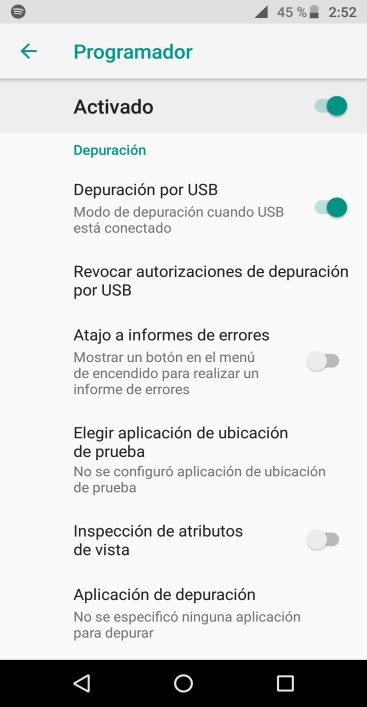 45 % 2:52
Programador
Activado
Depuración
Depuración por USB
Modo de depuración cuando USB
está conectado
Revocar autorizaciones de depuración
por USB
Atajo a informes de errores
Mostrar un botón en el menú
de encendido para realizar un
informe de errores
Elegir aplicación de ubicación
de prueba
No se configuró aplicación de ubicación
de prueba
Inspección de atributos
de vista
Aplicación de depuración
No se especificó ninguna aplicación
para depurar